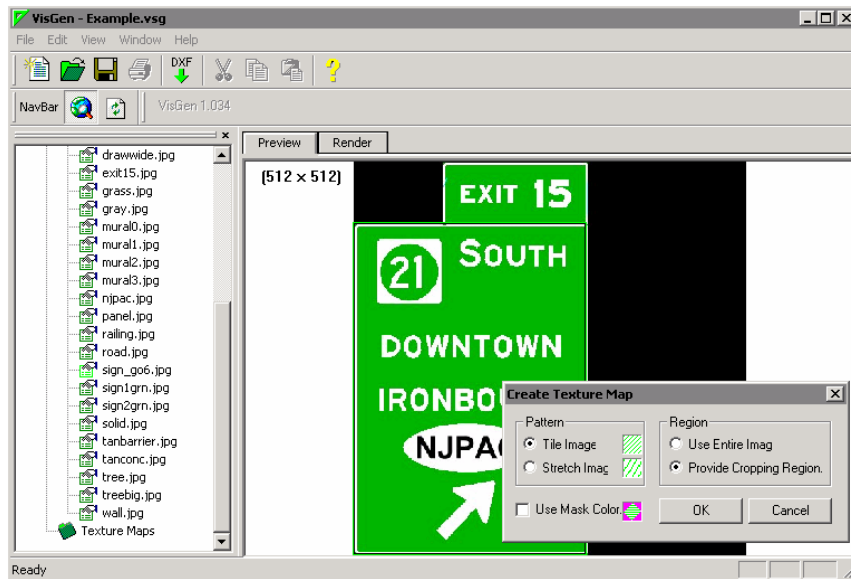 VisGen - Example.vsg
File Edit View Window Help
DXF
NavBar VisGen 1.034
Preview Render
drawwide.jpg
exit15.jpg
grass.jpg
gray.jpg
mural0.jpg
mural1.jpg
mural2.jpg
mural3.jpg
njpac.jpg
panel.jpg
railing.jpg
road.jpg
sign_go6.jpg
sign1grn.jpg
sign2grn.jpg
solid.jpg
tanbarrier.jpg
tanconc.jpg
tree.jpg
treebig.jpg
wall.jpg
Texture Maps
(512 × 512)
EXIT 15
21 SOUTH
DOWNTOWN
IRONBOU
NJPAC
Create Texture Map
Pattern
Tile Image
Stretch Imag
Region
Use Entire Imag
Provide Cropping Region.
Use Mask Color.
OK Cancel
Ready